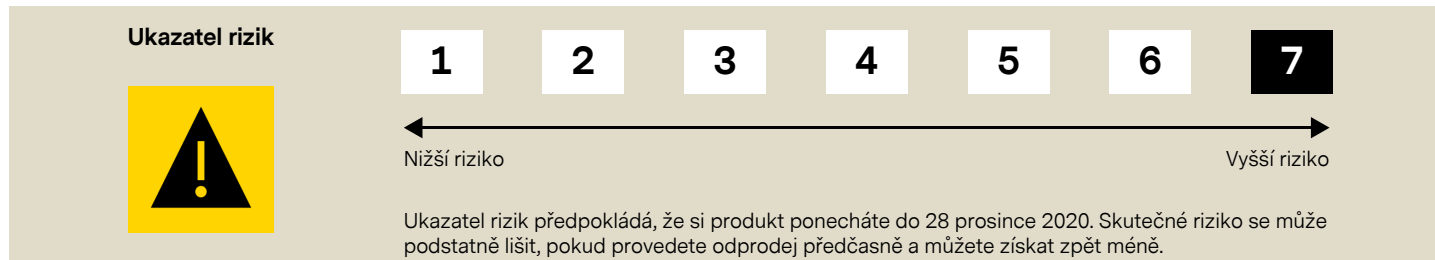 Ukazatel rizik
1 2 3 4 5 6 7
Nižší riziko Vyšší riziko
Ukazatel rizik předpokládá, že si produkt ponecháte do 28 prosince 2020. Skutečné riziko se může
podstatně lišit, pokud provedete odprodej předčasně a můžete získat zpět méně.